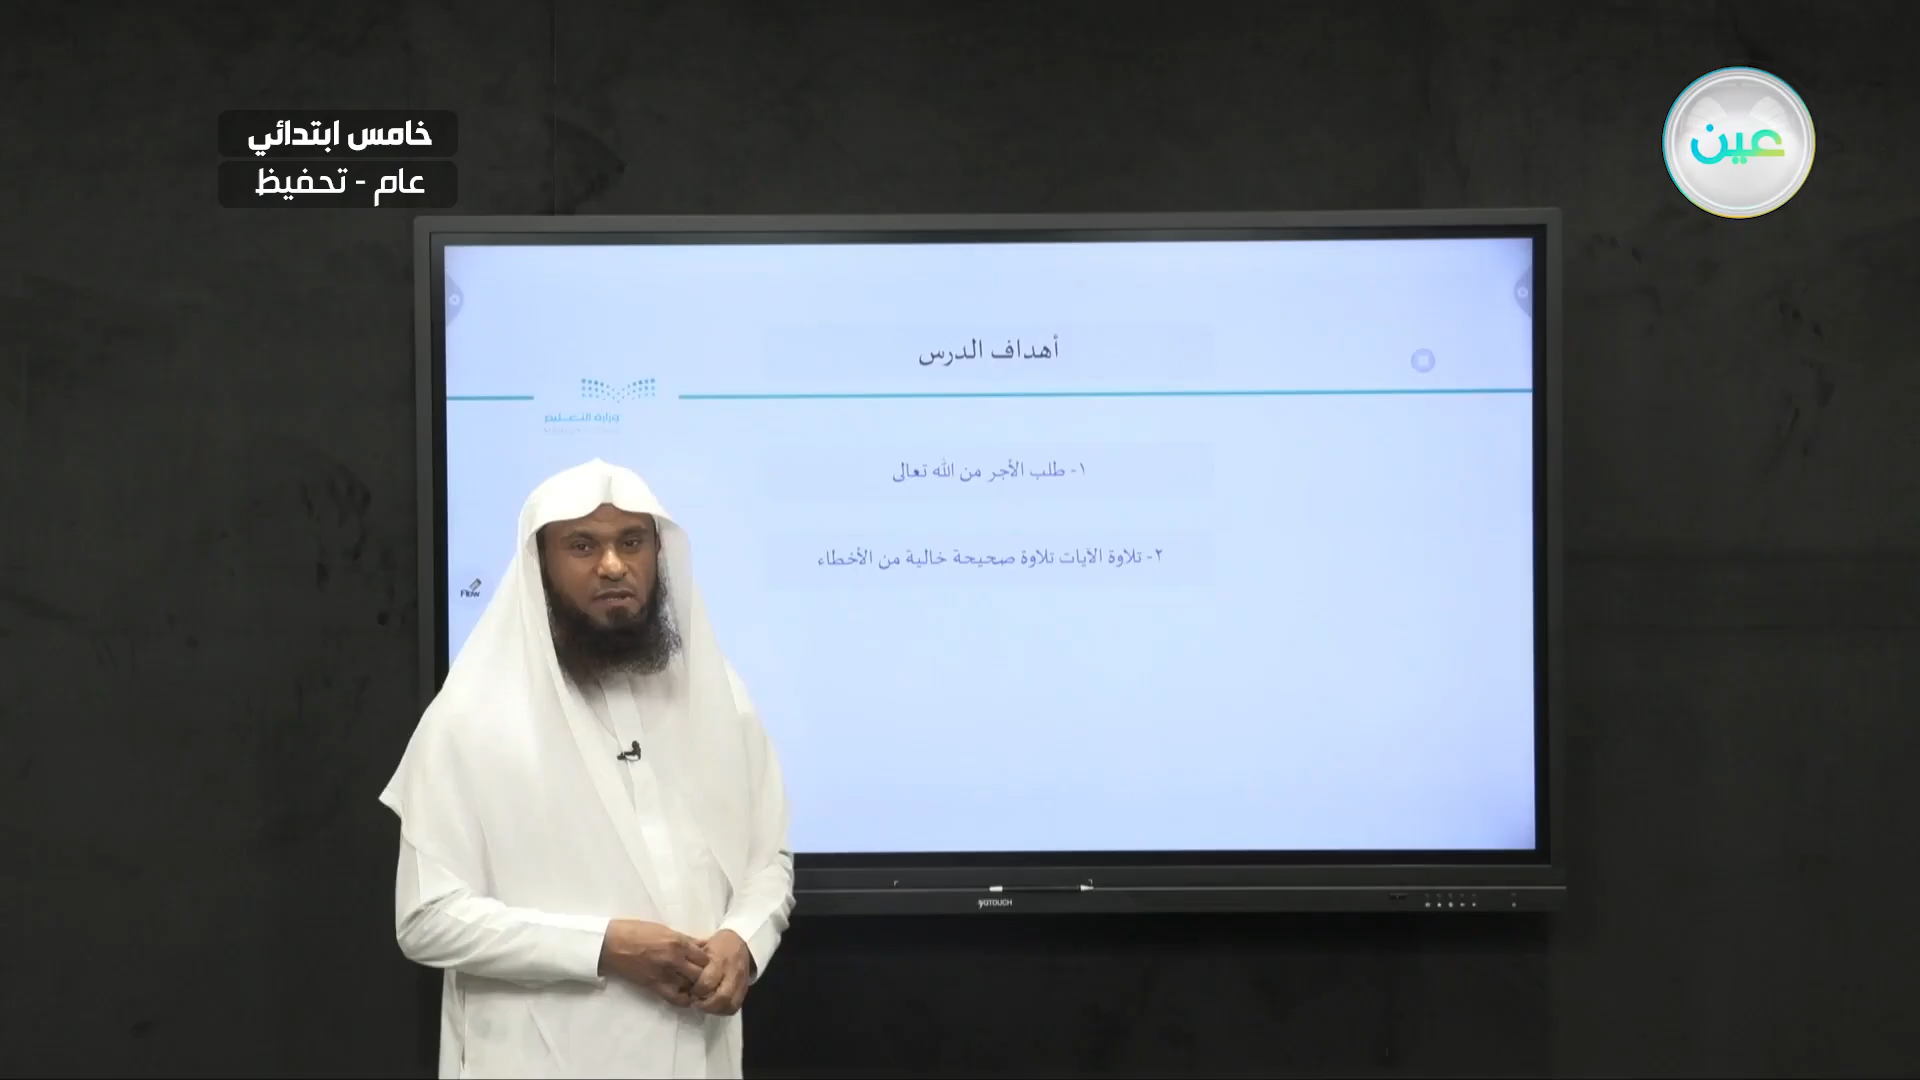 خامس ابتدائي
عام - تحفيظ
عين
أهداف الدرس
وزارة التعليم
١- طلب الأجر من الله تعالى
٢- تلاوة الآيات تلاوة صحيحة خالية من الأخطاء
Flow